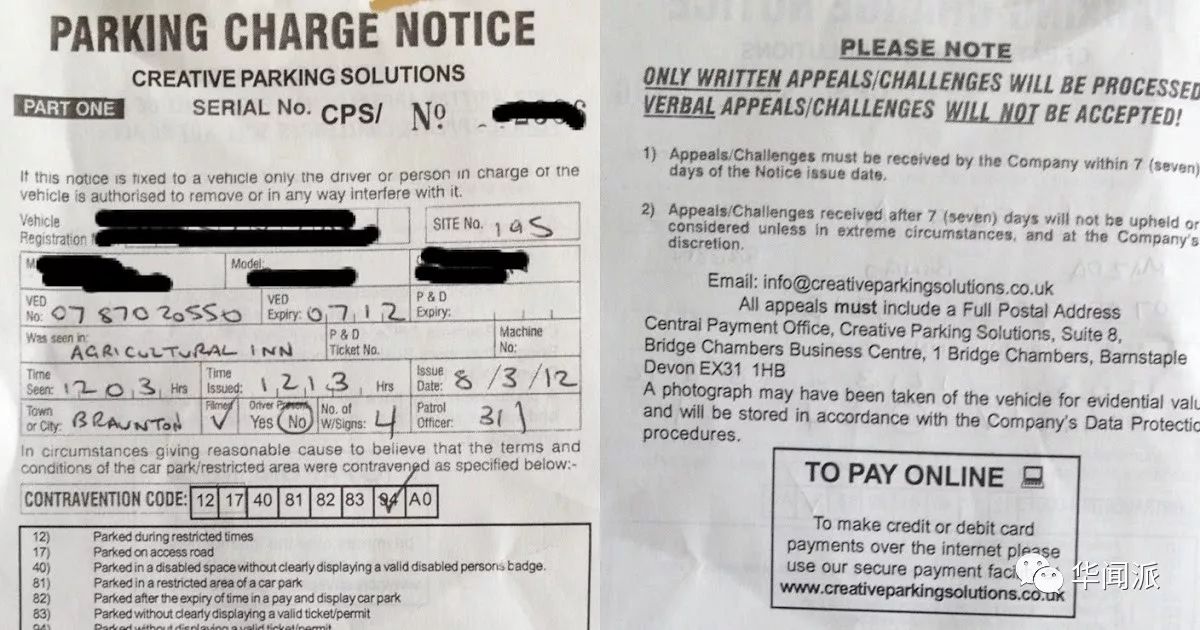 PARKING CHARGE NOTICE
CREATIVE PARKING SOLUTIONS
PART ONE SERIAL No. CPS/ Nº
If this notice is fixed to a vehicle only the driver or person in charge of the
vehicle is authorised to remove or in any way interfere with it.
Vehicle
Registration
SITE No. 195
Model:
VED
No: 07870 20550
VED
Expiry: 07 12
P & D
Expiry:
Was seen in:
AGRICULTURAL INN
P & D
Ticket No.
Machine
No:
Time
Seen: 1203 Hrs
Time
Issued: 1213 Hrs
Issue
Date: 8/3/12
Town
or City: BRAUNTON
Filmed
Driver Present
Yes No
No. of
W/Signs: 4
Patrol
Officer: 31
In circumstances giving reasonable cause to believe that the terms and
conditions of the car park/restricted area were contravened as specified below:-
CONTRAVENTION CODE: 12 17 40 81 82 83 84 A0
12) Parked during restricted times
17) Parked on access road
40) Parked in a disabled space without clearly displaying a valid disabled persons badge.
81) Parked in a restricted area of a car park
82) Parked after the expiry of time in a pay and display car park
83) Parked without clearly displaying a valid ticket/permit
Parked without displaying a valid ticket/permit
PLEASE NOTE
ONLY WRITTEN APPEALS/CHALLENGES WILL BE PROCESSED
VERBAL APPEALS/CHALLENGES WILL NOT BE ACCEPTED!
1) Appeals/Challenges must be received by the Company within 7 (seven)
days of the Notice issue date.
2) Appeals/Challenges received after 7 (seven) days will not be upheld or
considered unless in extreme circumstances, and at the Company's
discretion.
Email: info@creativeparkingsolutions.co.uk
All appeals must include a Full Postal Address
Central Payment Office, Creative Parking Solutions, Suite 8,
Bridge Chambers Business Centre, 1 Bridge Chambers, Barnstaple
Devon EX31 1HB
A photograph may have been taken of the vehicle for evidential valu
and will be stored in accordance with the Company's Data Protectio
procedures.
TO PAY ONLINE
To make credit or debit card
payments over the internet please
use our secure payment faci
www.creativeparkingsolutions.co.uk
华闻派